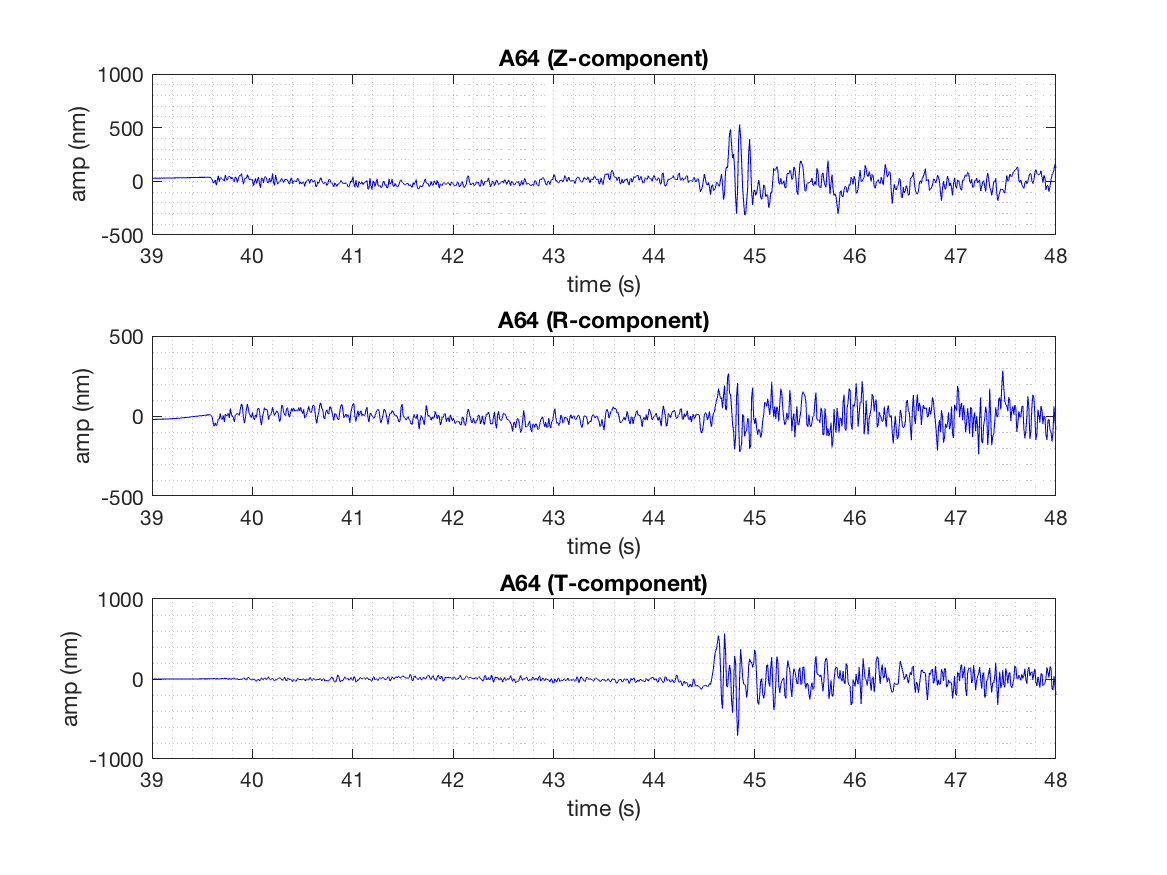 A64 (Z-component)
1000
500
0
-500
amp (nm)
39 40 41 42 43 44 45 46 47 48
time (s)
A64 (R-component)
500
0
-500
amp (nm)
39 40 41 42 43 44 45 46 47 48
time (s)
A64 (T-component)
1000
0
-1000
amp (nm)
39 40 41 42 43 44 45 46 47 48
time (s)